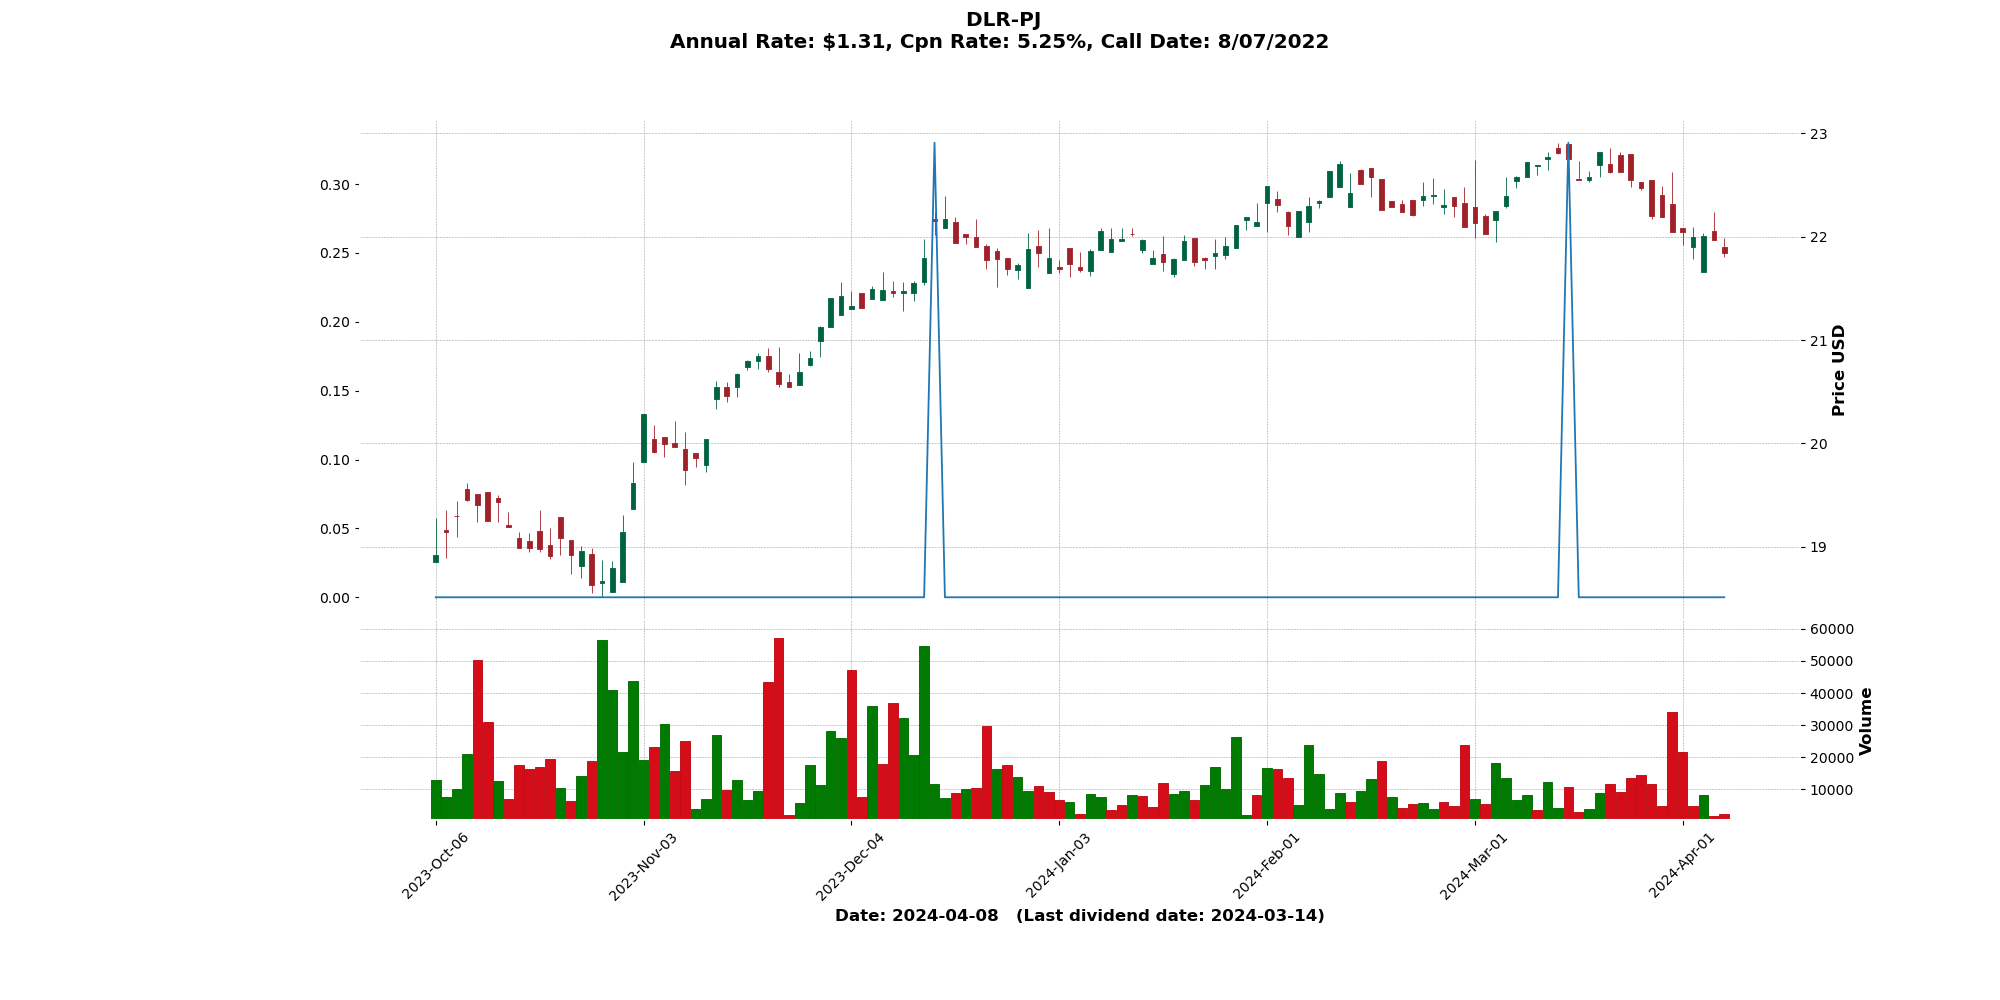 DLR-PJ
Annual Rate: $1.31, Cpn Rate: 5.25%, Call Date: 8/07/2022
0.30
0.25
0.20
0.15
0.10
0.05
0.00
23
22
21
20
19
Price USD
60000
50000
40000
30000
20000
10000
Volume
2023-Oct-06
2023-Nov-03
2023-Dec-04
2024-Jan-03
2024-Feb-01
2024-Mar-01
2024-Apr-01
Date: 2024-04-08 (Last dividend date: 2024-03-14)